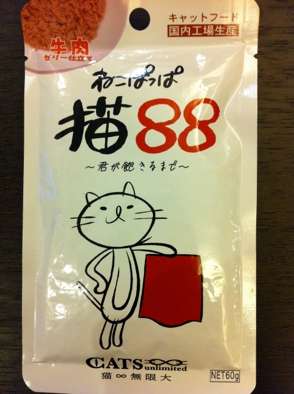 キャットフード
国内工場生産
牛肉
ゼリー仕立て
ねこぱっぱ
猫88
～君が飽きるまで～
CATS
unlimited
猫∞無限大
NET60g